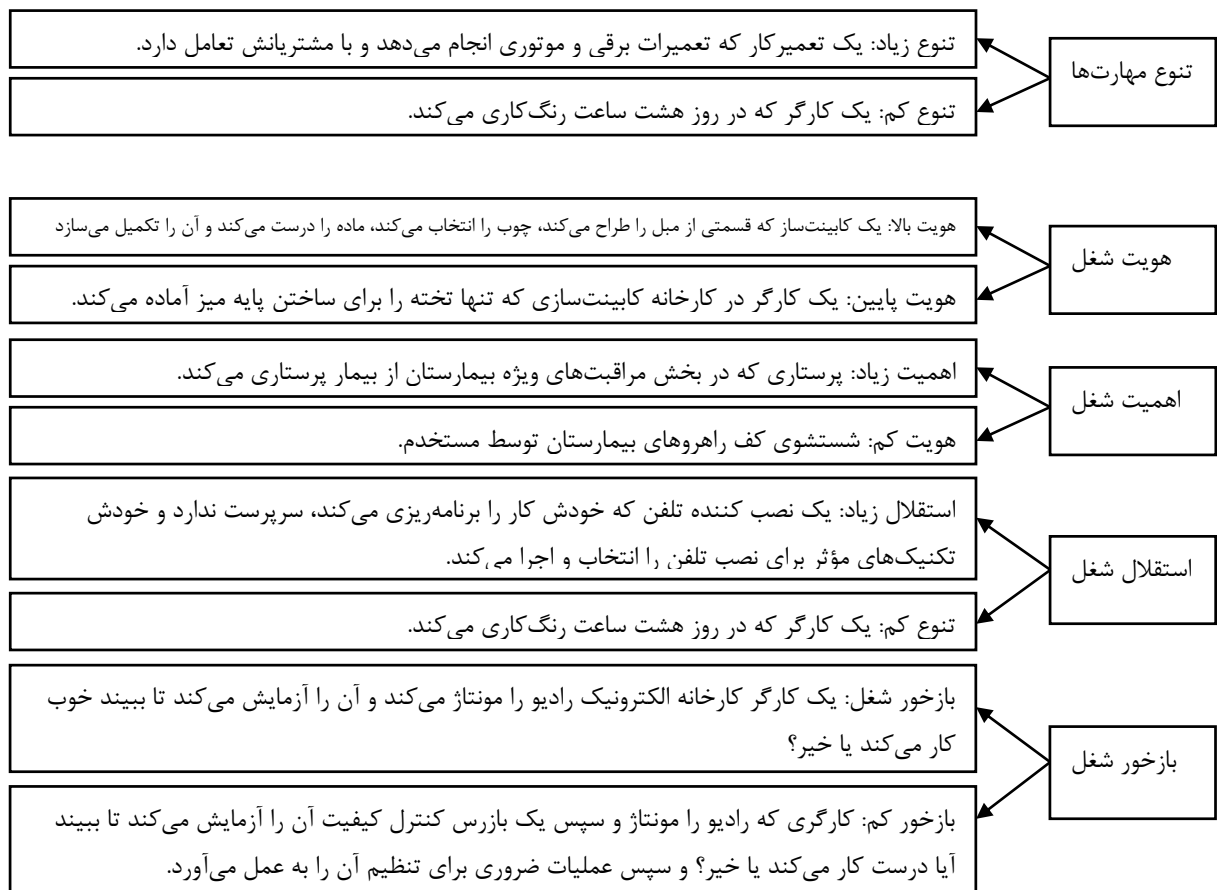 تنوع مهارت‌ها
تنوع زیاد: یک تعمیرکار که تعمیرات برقی و موتوری انجام می‌دهد و با مشتریانش تعامل دارد.
تنوع کم: یک کارگر که در روز هشت ساعت رنگ‌کاری می‌کند.
هویت شغل
هویت بالا: یک کابینت‌ساز که قسمتی از مبل را طراح می‌کند، چوب را انتخاب می‌کند، ماده را درست می‌کند و آن را تکمیل می‌سازد
هویت پایین: یک کارگر در کارخانه کابینت‌سازی که تنها تخته را برای ساختن پایه میز آماده می‌کند.
اهمیت شغل
اهمیت زیاد: پرستاری که در بخش مراقبت‌های ویژه بیمارستان از بیمار پرستاری می‌کند.
هویت کم: شستشوی کف راهروهای بیمارستان توسط مستخدم.
استقلال شغل
استقلال زیاد: یک نصب کننده تلفن که خودش کار را برنامه‌ریزی می‌کند، سرپرست ندارد و خودش
تکنیک‌های مؤثر برای نصب تلفن را انتخاب و اجرا می‌کند.
تنوع کم: یک کارگر که در روز هشت ساعت رنگ‌کاری می‌کند.
بازخور شغل
بازخور شغل: یک کارگر کارخانه الکترونیک رادیو را مونتاژ می‌کند و آن را آزمایش می‌کند تا ببیند خوب
کار می‌کند یا خیر؟
بازخور کم: کارگری که رادیو را مونتاژ و سپس یک بازرس کنترل کیفیت آن را آزمایش می‌کند تا ببیند
آیا درست کار می‌کند یا خیر؟ و سپس عملیات ضروری برای تنظیم آن را به عمل می‌آورد.